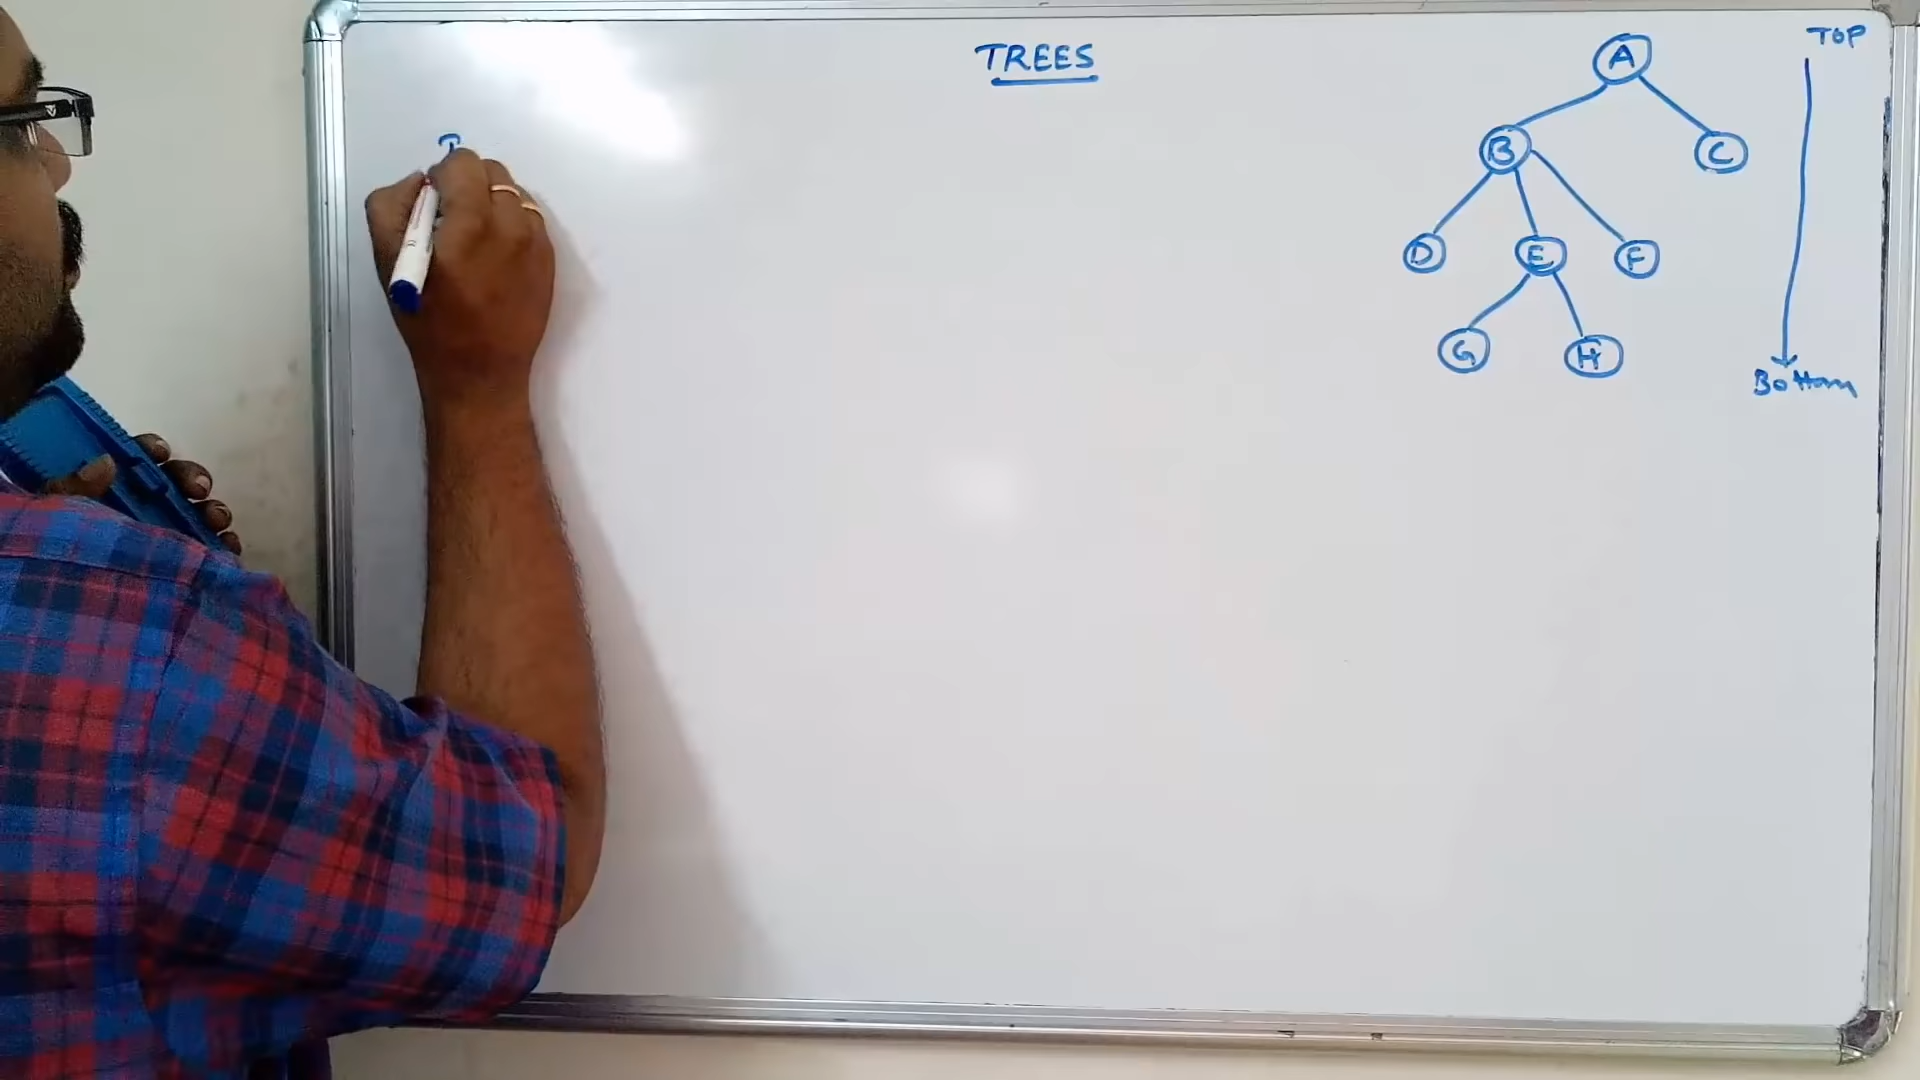 TREES
TOP
A
B C
D E F
G H
Bottom